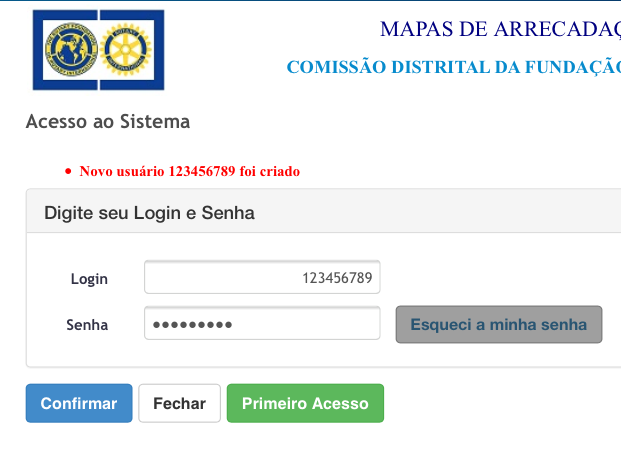 MAPAS DE ARRECADAÇ
COMISSÃO DISTRITAL DA FUNDAÇÃO
Acesso ao Sistema
Novo usuário 123456789 foi criado
Digite seu Login e Senha
Login 123456789
Senha ●●●●●●●●● Esqueci a minha senha
Confirmar Fechar Primeiro Acesso